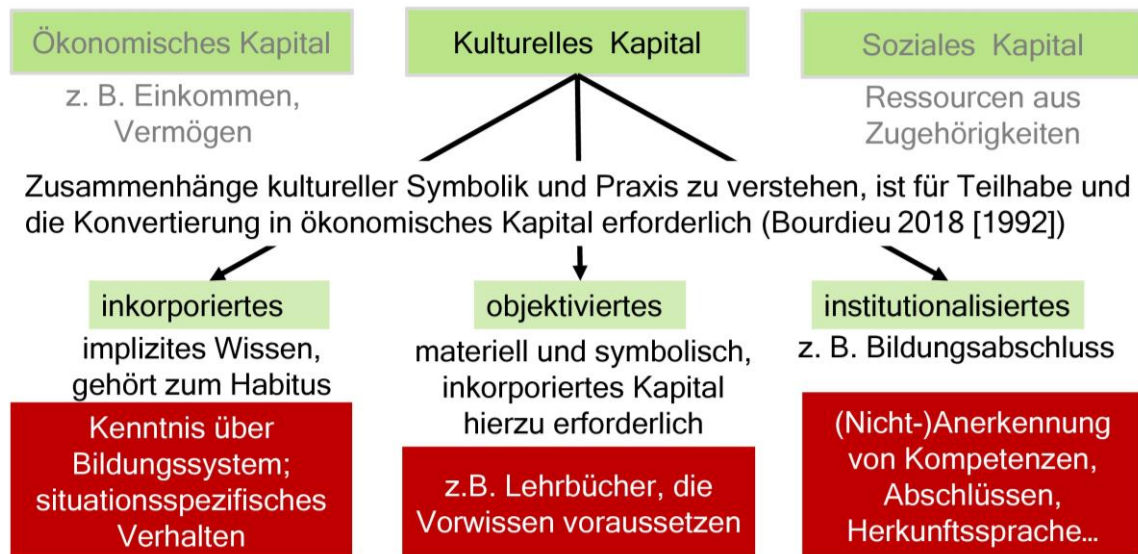 Ökonomisches Kapital
z. B. Einkommen,
Vermögen
Kulturelles Kapital
Soziales Kapital
Ressourcen aus
Zugehörigkeiten
Zusammenhänge kultureller Symbolik und Praxis zu verstehen, ist für Teilhabe und
die Konvertierung in ökonomisches Kapital erforderlich (Bourdieu 2018 [1992])
inkorporiertes
implizites Wissen,
gehört zum Habitus
Kenntnis über
Bildungssystem;
situationsspezifisches
Verhalten
objektiviertes
materiell und symbolisch,
inkorporiertes Kapital
hierzu erforderlich
z.B. Lehrbücher, die
Vorwissen voraussetzen
institutionalisiertes
z. B. Bildungsabschluss
(Nicht-)Anerkennung
von Kompetenzen,
Abschlüssen,
Herkunftssprache...